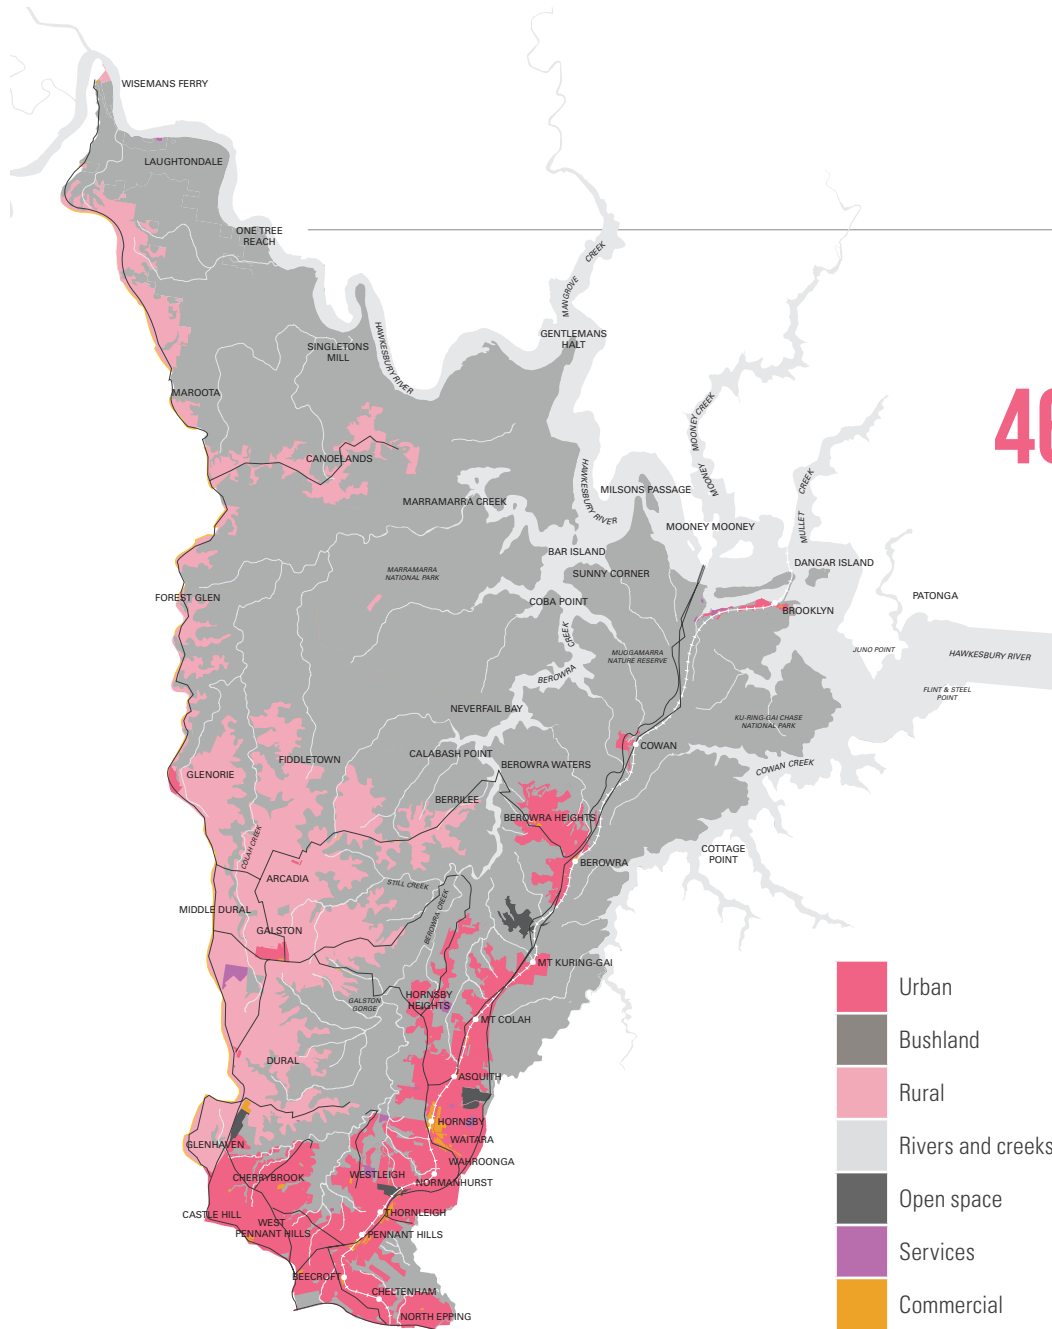 WISEMANS FERRY
LAUGHTONDALE
ONE TREE
REACH
MANGROVE CREEK
HAWKESBURY RIVER
SINGLETONS
MILL
GENTLEMANS
HALT
MAROOTA
MOONEY MOONEY CREEK
46
CANOELANDS
HAWKESBURY RIVER
MILSONS PASSAGE
MULLET CREEK
MARRAMARRA CREEK
MOONEY MOONEY
BAR ISLAND
DANGAR ISLAND
MARRAMARRA
NATIONAL PARK
SUNNY CORNER
FOREST GLEN
COBA POINT
PATONGA
BROOKLYN
BEROWRA CREEK
MUOGAMARRA
NATURE RESERVE
JUNO POINT
HAWKESBURY RIVER
FLINT & STEEL
POINT
NEVERFAIL BAY
KU-RING-GAI CHASE
NATIONAL PARK
COWAN
CALABASH POINT
FIDDLETOWN
BEROWRA WATERS
GLENORIE
COWAN CREEK
BERRILEE
BEROWRA HEIGHTS
COLAH CREEK
COTTAGE
POINT
BEROWRA
ARCADIA
STILL CREEK
MIDDLE DURAL
BEROWRA CREEK
GALSTON
MT KURING-GAI
HORNSBY
HEIGHTS
GALSTON
GORGE
MT COLAH
DURAL
ASQUITH
HORNSBY
WAITARA
GLENHAVEN
WAHROONGA
CHERRYBROOK
WESTLEIGH
NORMANHURST
CASTLE HILL
THORNLEIGH
WEST
PENNANT HILLS
PENNANT HILLS
BEECROFT
CHELTENHAM
NORTH EPPING
Urban
Bushland
Rural
Rivers and creeks
Open space
Services
Commercial